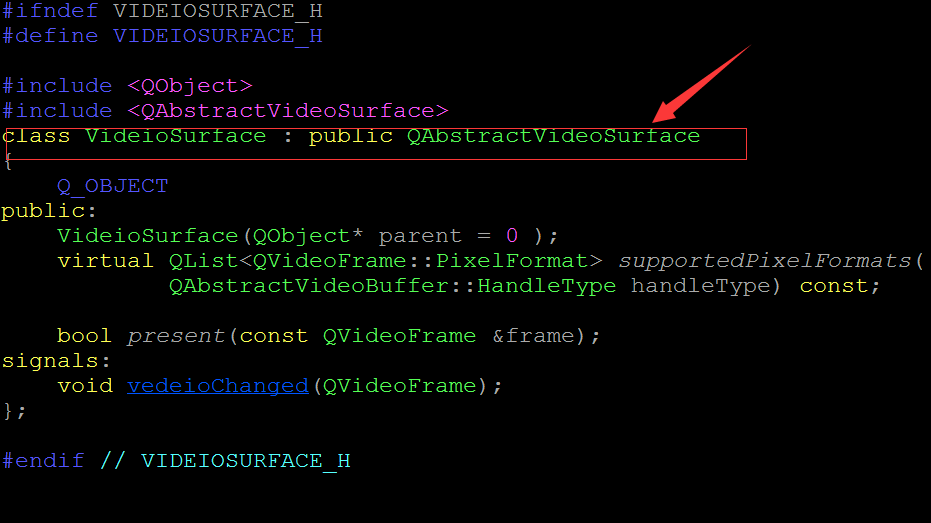 #ifndef VIDEIOSURFACE_H
#define VIDEIOSURFACE_H
#include <QObject>
#include <QAbstractVideoSurface>
class VideioSurface : public QAbstractVideoSurface
{
Q_OBJECT
public:
VideioSurface(QObject* parent = 0 );
virtual QList<QVideoFrame::PixelFormat> supportedPixelFormats(
QAbstractVideoBuffer::HandleType handleType) const;
bool present(const QVideoFrame &frame);
signals:
void vedeioChanged(QVideoFrame);
};
#endif // VIDEIOSURFACE_H